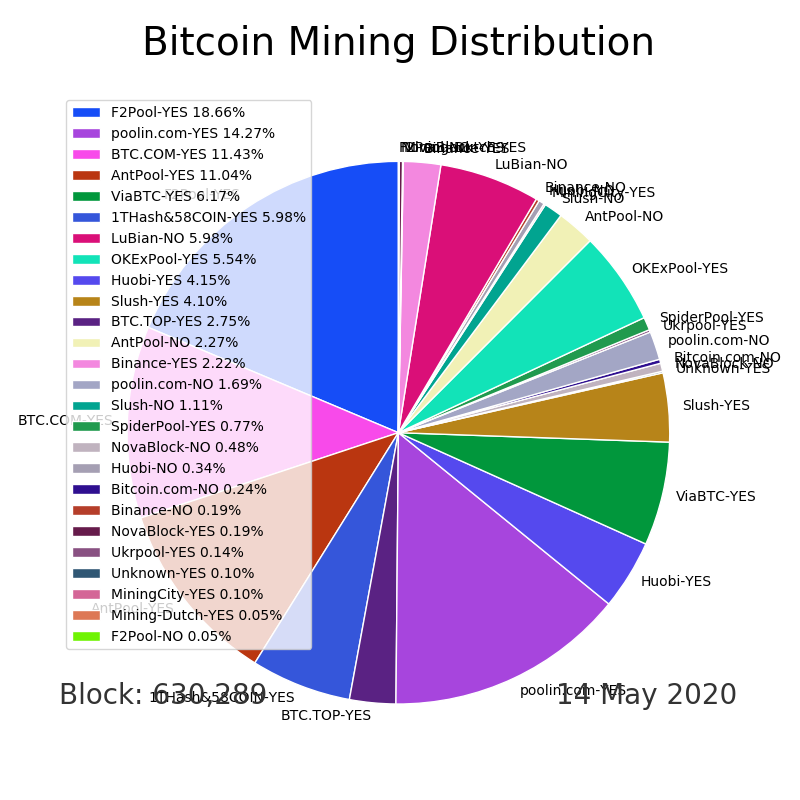 Bitcoin Mining Distribution
F2Pool-YES 18.66%
poolin.com-YES 14.27%
BTC.COM-YES 11.43%
AntPool-YES 11.04%
ViaBTC-YES 6.17%
1THash&58COIN-YES 5.98%
LuBian-NO 5.98%
OKExPool-YES 5.54%
Huobi-YES 4.15%
Slush-YES 4.10%
BTC.TOP-YES 2.75%
AntPool-NO 2.27%
Binance-YES 2.22%
poolin.com-NO 1.69%
Slush-NO 1.11%
SpiderPool-YES 0.77%
NovaBlock-NO 0.48%
Huobi-NO 0.34%
Bitcoin.com-NO 0.24%
Binance-NO 0.19%
NovaBlock-YES 0.19%
Ukrpool-YES 0.14%
Unknown-YES 0.10%
MiningCity-YES 0.10%
Mining-Dutch-YES 0.05%
F2Pool-NO 0.05%
LuBian-NO
Binance-NO
Slush-NO
AntPool-NO
OKExPool-YES
SpiderPool-YES
Ukrpool-YES
poolin.com-NO
Bitcoin.com-NO
NovaBlock-NO
Unknown-YES
Slush-YES
ViaBTC-YES
Huobi-YES
poolin.com-YES
BTC.TOP-YES
1THash&58COIN-YES
AntPool-YES
BTC.COM-YES
Block: 630,289
14 May 2020